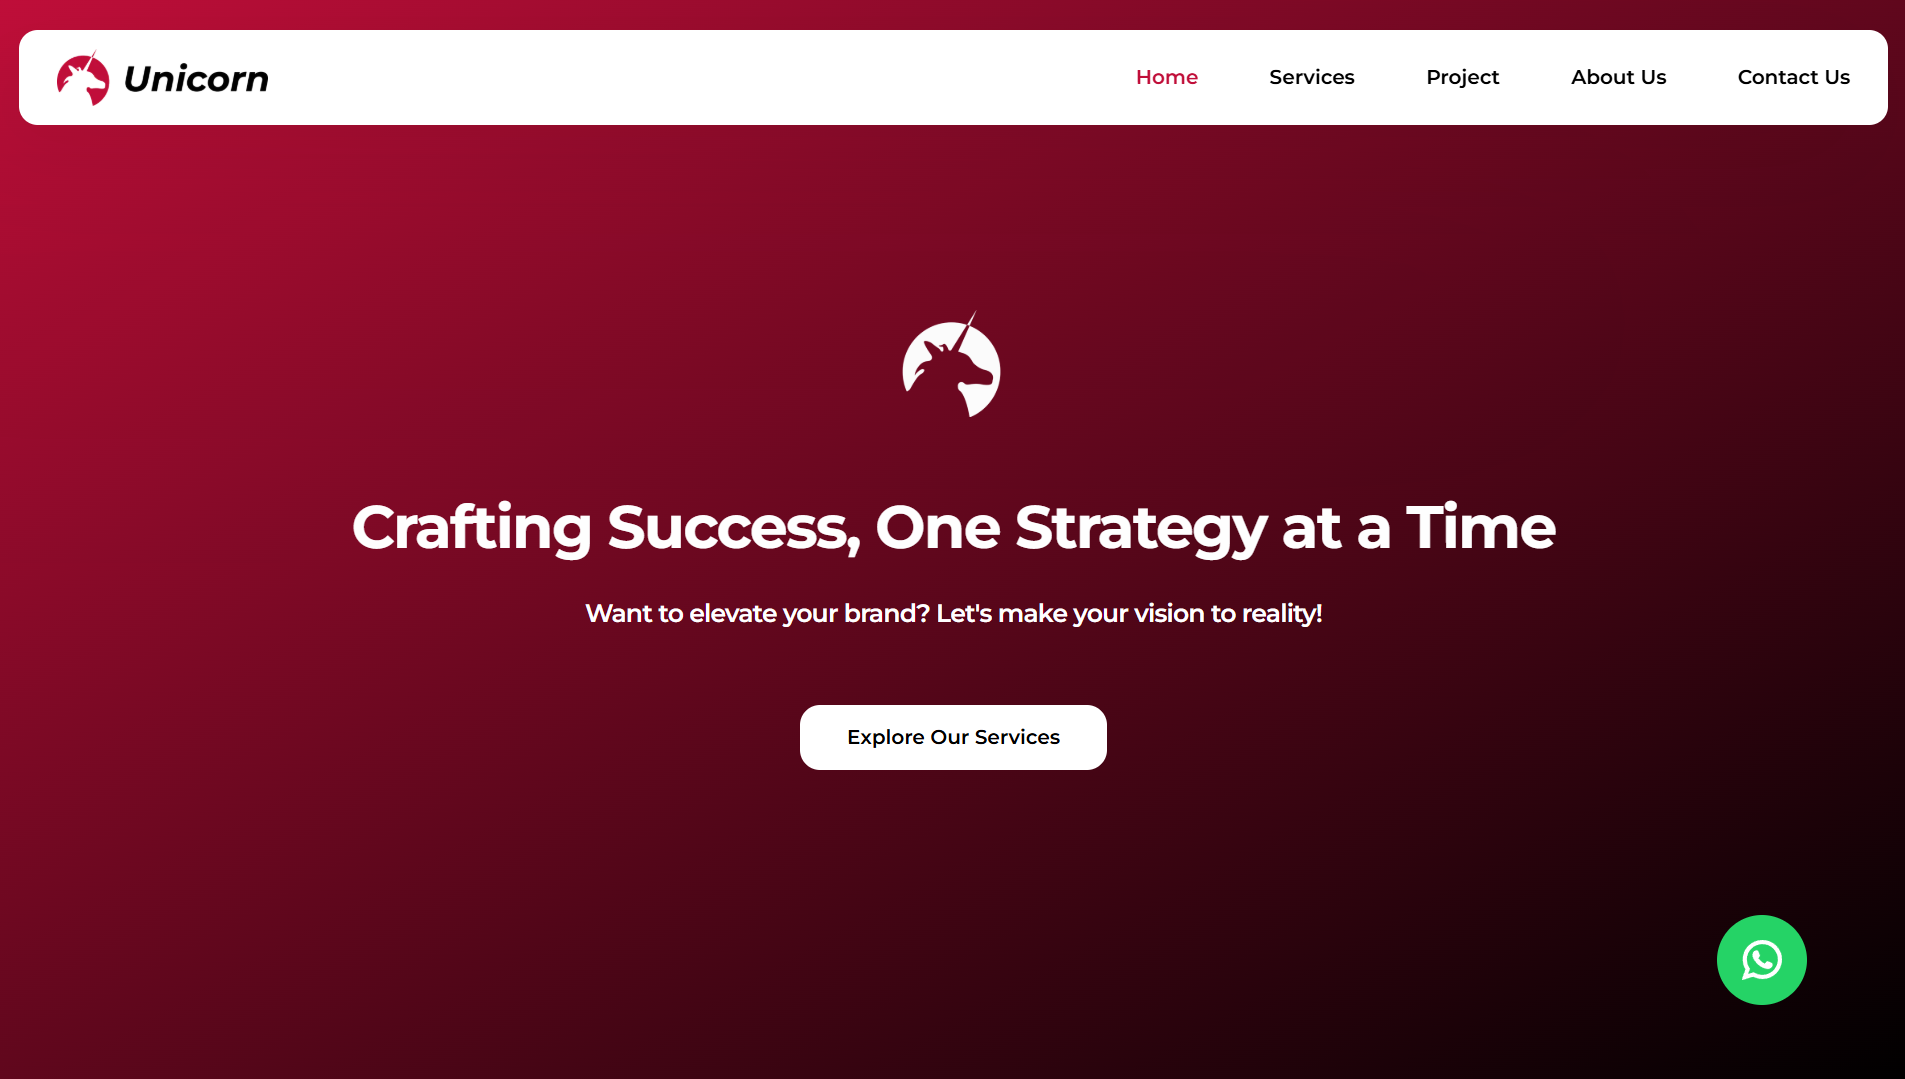 Unicorn
Home Services Project About Us Contact Us
Crafting Success, One Strategy at a Time
Want to elevate your brand? Let's make your vision to reality!
Explore Our Services